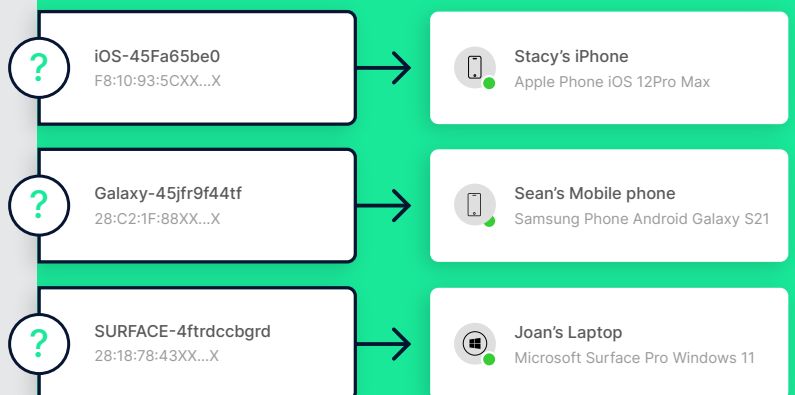 ?
iOS-45Fa65be0
F8:10:93:5CXX...X
Stacy’s iPhone
Apple Phone iOS 12Pro Max
?
Galaxy-45jfr9f44tf
28:C2:1F:88XX...X
Sean’s Mobile phone
Samsung Phone Android Galaxy S21
?
SURFACE-4ftrdccbgrd
28:18:78:43XX...X
Joan’s Laptop
Microsoft Surface Pro Windows 11